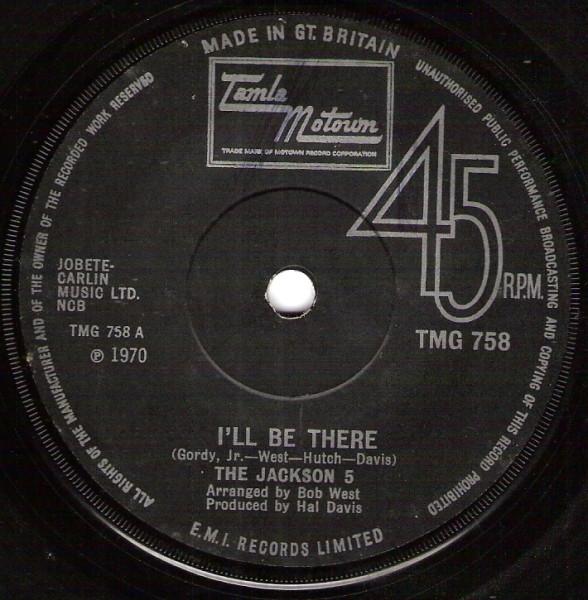 MADE IN GT. BRITAIN
UNAUTHORISED PUBLIC PERFORMANCE BROADCASTING AND COPYING OF THIS RECORD PROHIBITED
ALL RIGHTS OF THE MANUFACTURER AND OF THE OWNER OF THE RECORDED WORK RESERVED
Tamla
Motown
TRADE MARK OF MOTOWN RECORD CORPORATION
45
R.P.M.
TMG 758
JOBETE-
CARLIN
MUSIC LTD.
NCB
TMG 758 A
℗ 1970
I'LL BE THERE
(Gordy, Jr.—West—Hutch—Davis)
THE JACKSON 5
Arranged by Bob West
Produced by Hal Davis
E.M.I. RECORDS LIMITED